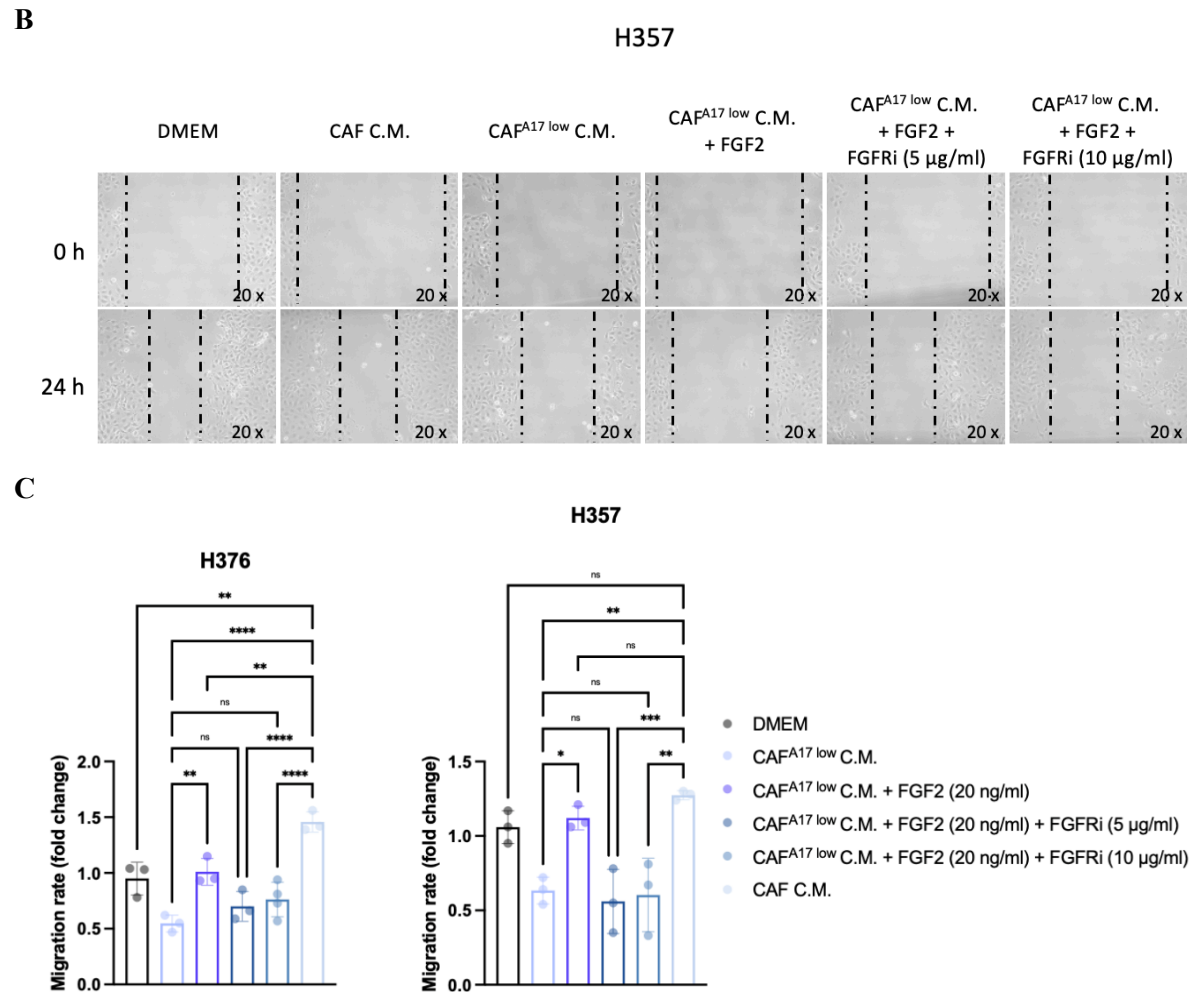 B
H357
DMEM
CAF C.M.
CAFA17 low C.M.
CAFA17 low C.M.
+ FGF2
CAFA17 low C.M.
+ FGF2 +
FGFRi (5 µg/ml)
CAFA17 low C.M.
+ FGF2 +
FGFRi (10 µg/ml)
0 h
20 x
20 x
20 x
20 x
20 x
20 x
24 h
20 x
20 x
20 x
20 x
20 x
20 x
C
H376
**
****
**
ns
ns
****
**
****
Migration rate (fold change)
2.0
1.5
1.0
0.5
0.0
H357
ns
**
ns
ns
ns
***
*
**
Migration rate (fold change)
1.5
1.0
0.5
0.0
DMEM
CAFA17 low C.M.
CAFA17 low C.M. + FGF2 (20 ng/ml)
CAFA17 low C.M. + FGF2 (20 ng/ml) + FGFRi (5 µg/ml)
CAFA17 low C.M. + FGF2 (20 ng/ml) + FGFRi (10 µg/ml)
CAF C.M.